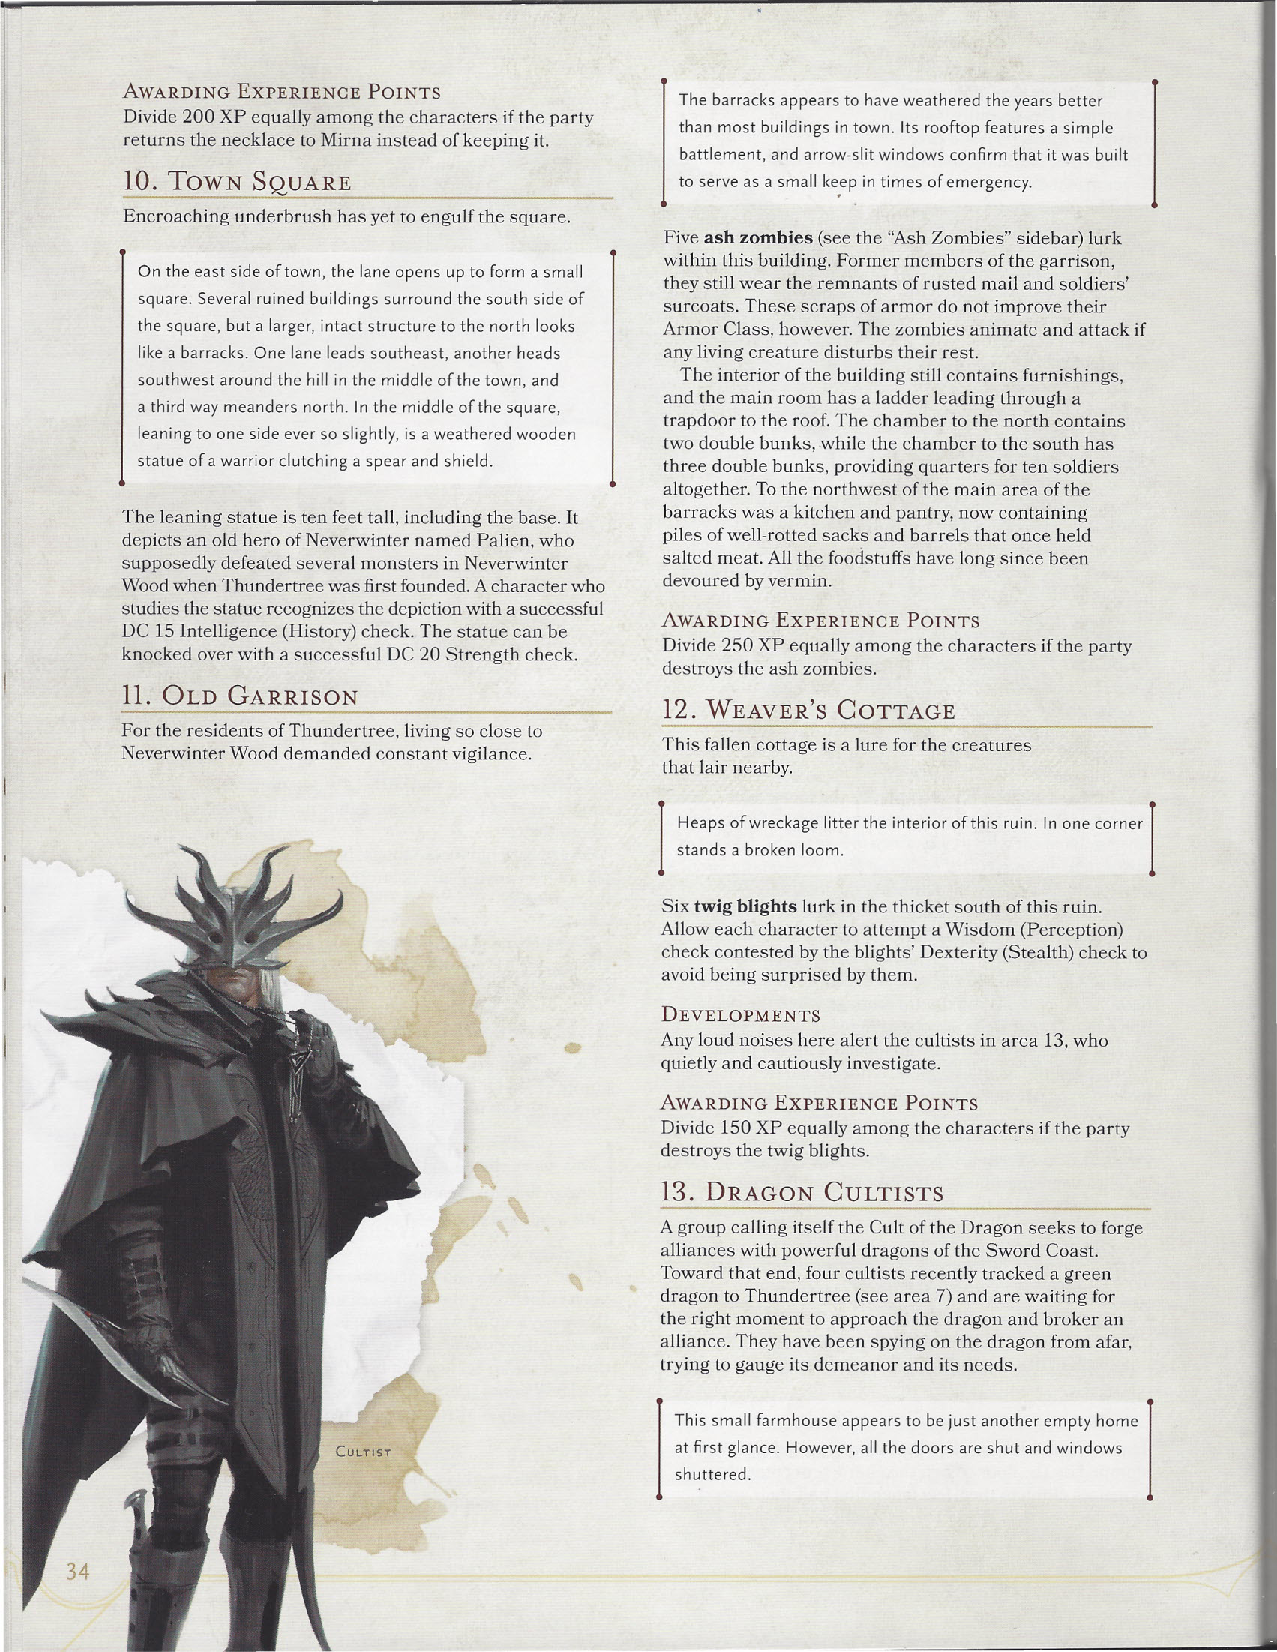 AWARDING EXPERIENCE POINTS
Divide 200 XP equally among the characters if the party
returns the necklace to Mirna instead of keeping it.
10. TOWN SQUARE
Encroaching underbrush has yet to engulf the square.
On the east side of town, the lane opens up to form a small
square. Several ruined buildings surround the south side of
the square, but a larger, intact structure to the north looks
like a barracks. One lane leads southeast, another heads
southwest around the hill in the middle of the town, and
a third way meanders north. In the middle of the square,
leaning to one side ever so slightly, is a weathered wooden
statue of a warrior clutching a spear and shield.
The leaning statue is ten feet tall, including the base. It
depicts an old hero of Neverwinter named Palien, who
supposedly defeated several monsters in Neverwinter
Wood when Thundertree was first founded. A character who
studies the statue recognizes the depiction with a successful
DC 15 Intelligence (History) check. The statue can be
knocked over with a successful DC 20 Strength check.
11. OLD GARRISON
For the residents of Thundertree, living so close to
Neverwinter Wood demanded constant vigilance.
CULTIST
34
The barracks appears to have weathered the years better
than most buildings in town. Its rooftop features a simple
battlement, and arrow-slit windows confirm that it was built
to serve as a small keep in times of emergency.
Five ash zombies (see the "Ash Zombies" sidebar) lurk
within this building. Former members of the garrison,
they still wear the remnants of rusted mail and soldiers'
surcoats. These scraps of armor do not improve their
Armor Class, however. The zombies animate and attack if
any living creature disturbs their rest.
The interior of the building still contains furnishings,
and the main room has a ladder leading through a
trapdoor to the roof. The chamber to the north contains
two double bunks, while the chamber to the south has
three double bunks, providing quarters for ten soldiers
altogether. To the northwest of the main area of the
barracks was a kitchen and pantry, now containing
piles of well-rotted sacks and barrels that once held
salted meat. All the foodstuffs have long since been
devoured by vermin.
AWARDING EXPERIENCE POINTS
Divide 250 XP equally among the characters if the party
destroys the ash zombies.
12. WEAVER'S COTTAGE
This fallen cottage is a lure for the creatures
that lair nearby.
Heaps of wreckage litter the interior of this ruin. In one corner
stands a broken loom.
Six twig blights lurk in the thicket south of this ruin.
Allow each character to attempt a Wisdom (Perception)
check contested by the blights' Dexterity (Stealth) check to
avoid being surprised by them.
DEVELOPMENTS
Any loud noises here alert the cultists in area 13, who
quietly and cautiously investigate.
AWARDING EXPERIENCE POINTS
Divide 150 XP equally among the characters if the party
destroys the twig blights.
13. DRAGON CULTISTS
A group calling itself the Cult of the Dragon seeks to forge
alliances with powerful dragons of the Sword Coast.
Toward that end, four cultists recently tracked a green
dragon to Thundertree (see area 7) and are waiting for
the right moment to approach the dragon and broker an
alliance. They have been spying on the dragon from afar,
trying to gauge its demeanor and its needs.
This small farmhouse appears to be just another empty home
at first glance. However, all the doors are shut and windows
shuttered.